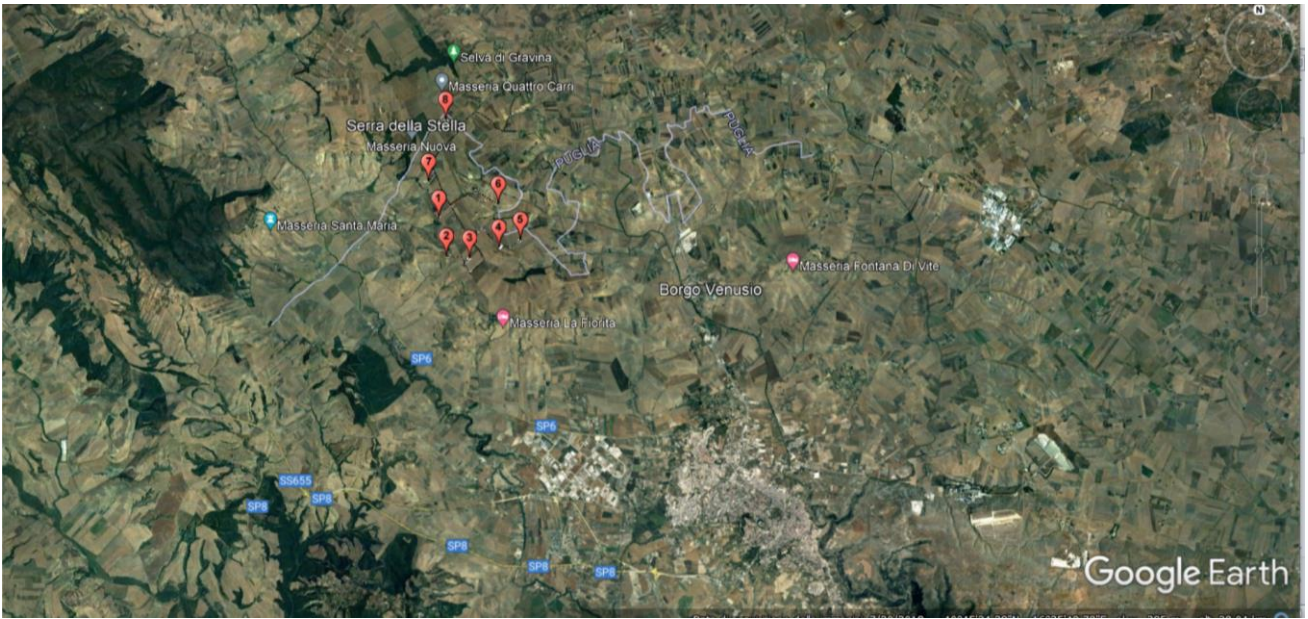 N
Selva di Gravina
Masseria Quattro Carri
8
Serra della Stella
Masseria Nuova
PUGLIA
PUGLIA
7
6
1
Masseria Santa Maria
5
4
2
3
Masseria Fontana Di Vite
Borgo Venusio
Masseria La Fiorita
SP6
SP6
SS655
SP8
SP8
SP8
SP8
SP8
Google Earth